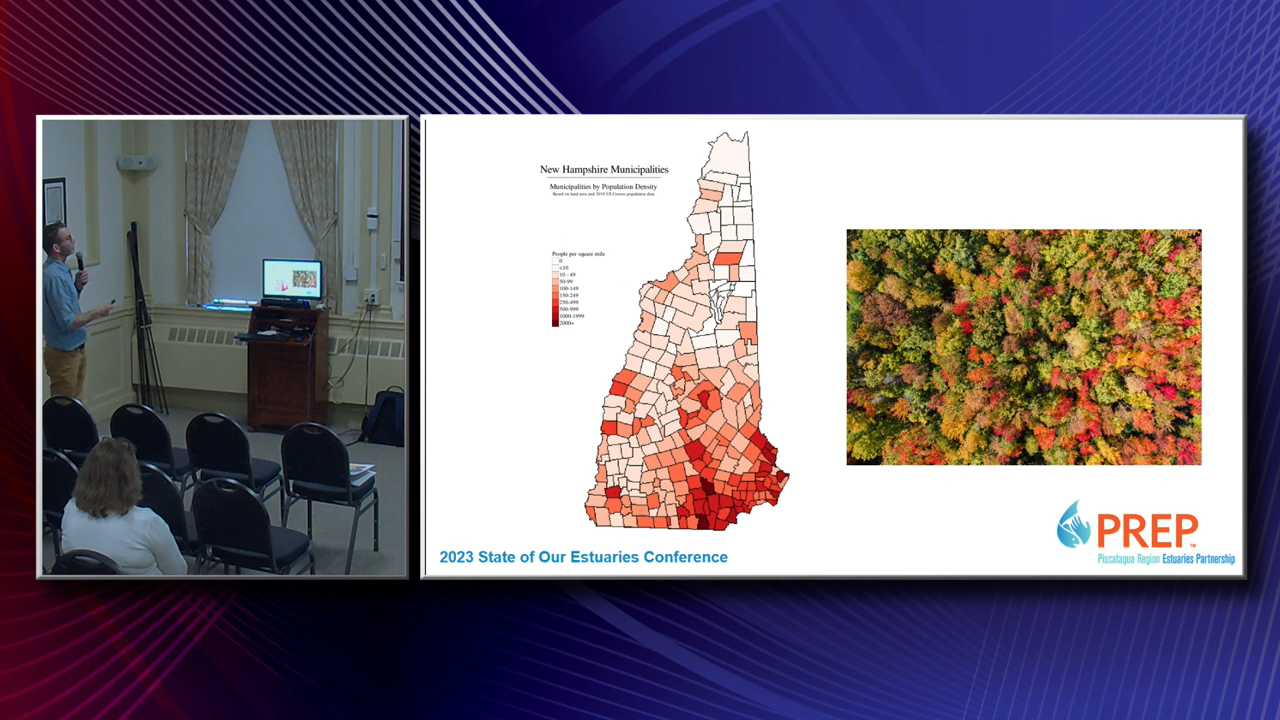 New Hampshire Municipalities
Municipalities by Population Density
Based on land area and 2010 US Census population data
People per square mile
0
<10
10 - 49
50-99
100-149
150-249
250-499
500-999
1000-1999
2000+
2023 State of Our Estuaries Conference
PREP
Piscataqua Region Estuaries Partnership